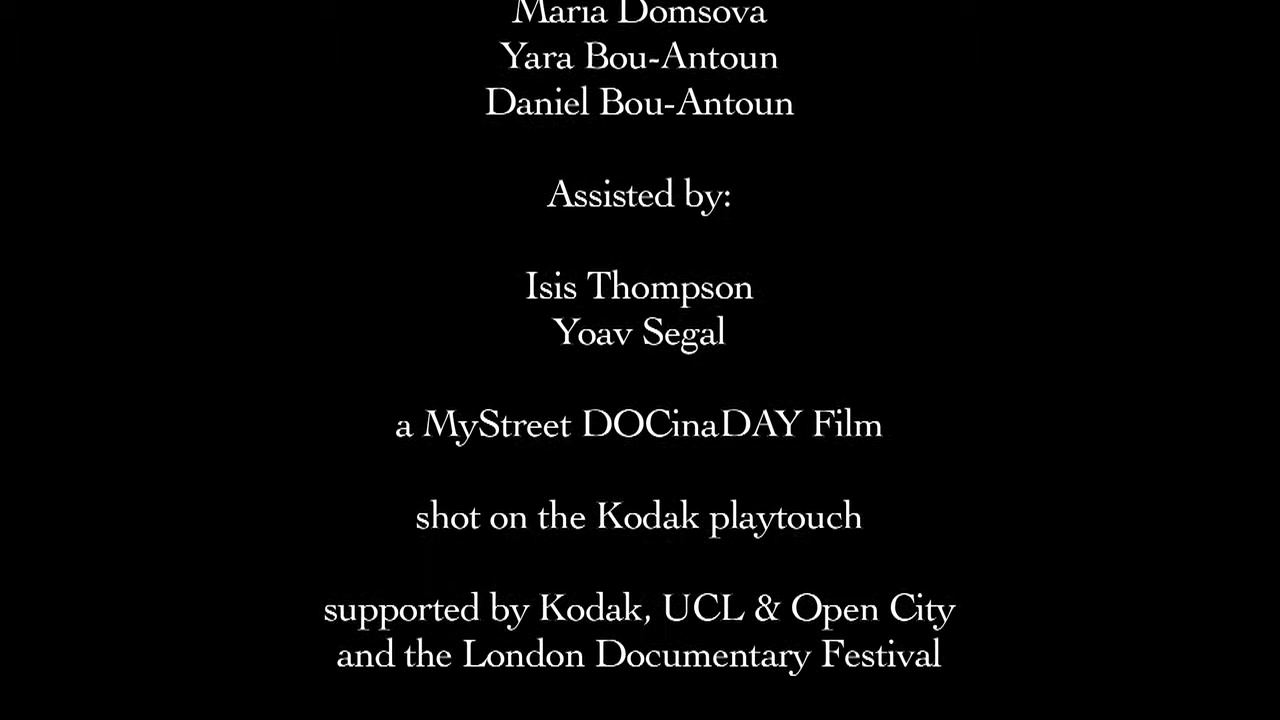 Maria Domsova
Yara Bou-Antoun
Daniel Bou-Antoun
Assisted by:
Isis Thompson
Yoav Segal
a MyStreet DOCinaDAY Film
shot on the Kodak playtouch
supported by Kodak, UCL & Open City
and the London Documentary Festival